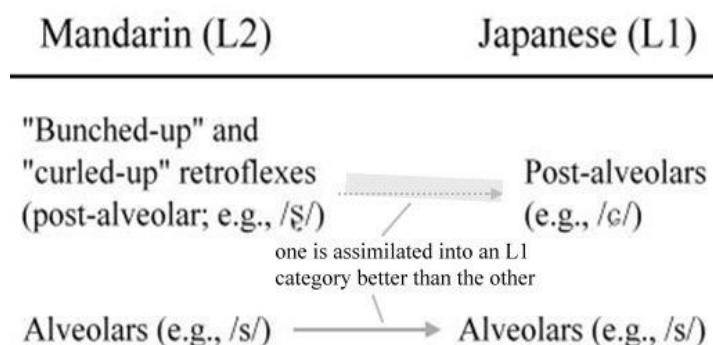 Mandarin (L2) Japanese (L1)
"Bunched-up" and
"curled-up" retroflexes
(post-alveolar; e.g., /ʂ/)
Post-alveolars
(e.g., /ɕ/)
one is assimilated into an L1
category better than the other
Alveolars (e.g., /s/) Alveolars (e.g., /s/)